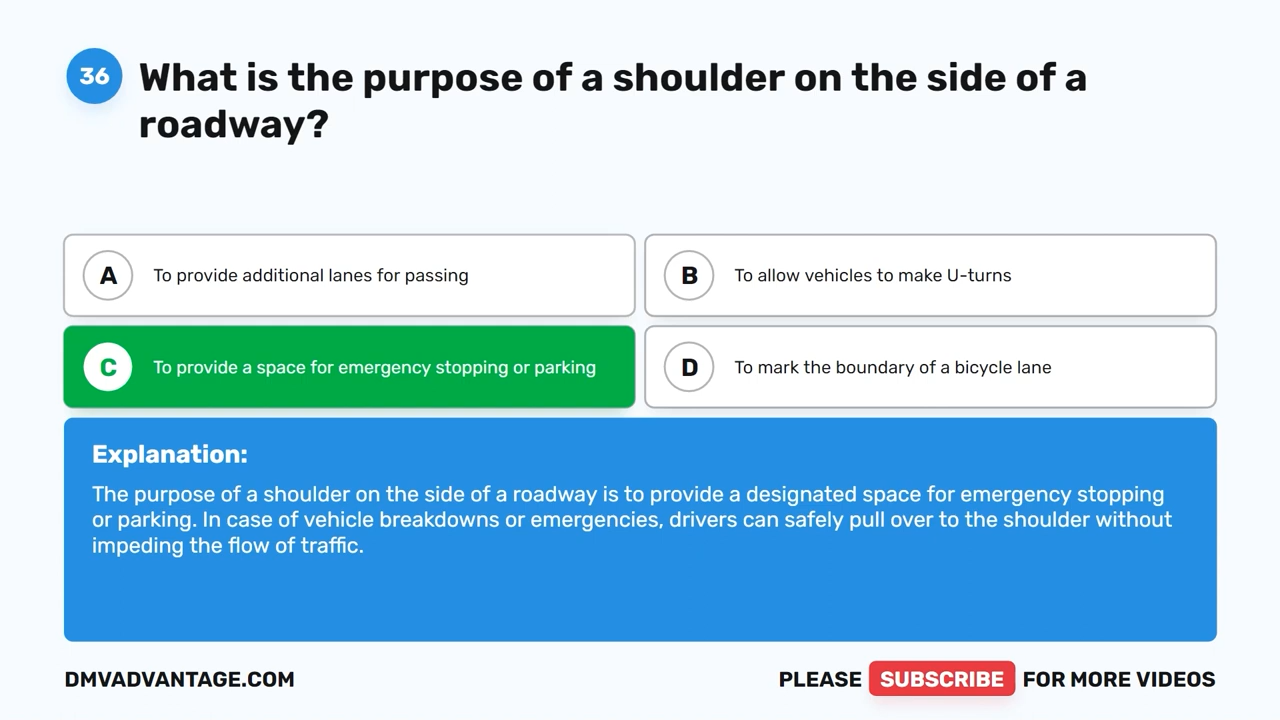 36
What is the purpose of a shoulder on the side of a
roadway?
A To provide additional lanes for passing
B To allow vehicles to make U-turns
C To provide a space for emergency stopping or parking
D To mark the boundary of a bicycle lane
Explanation:
The purpose of a shoulder on the side of a roadway is to provide a designated space for emergency stopping
or parking. In case of vehicle breakdowns or emergencies, drivers can safely pull over to the shoulder without
impeding the flow of traffic.
DMVADVANTAGE.COM
PLEASE SUBSCRIBE FOR MORE VIDEOS